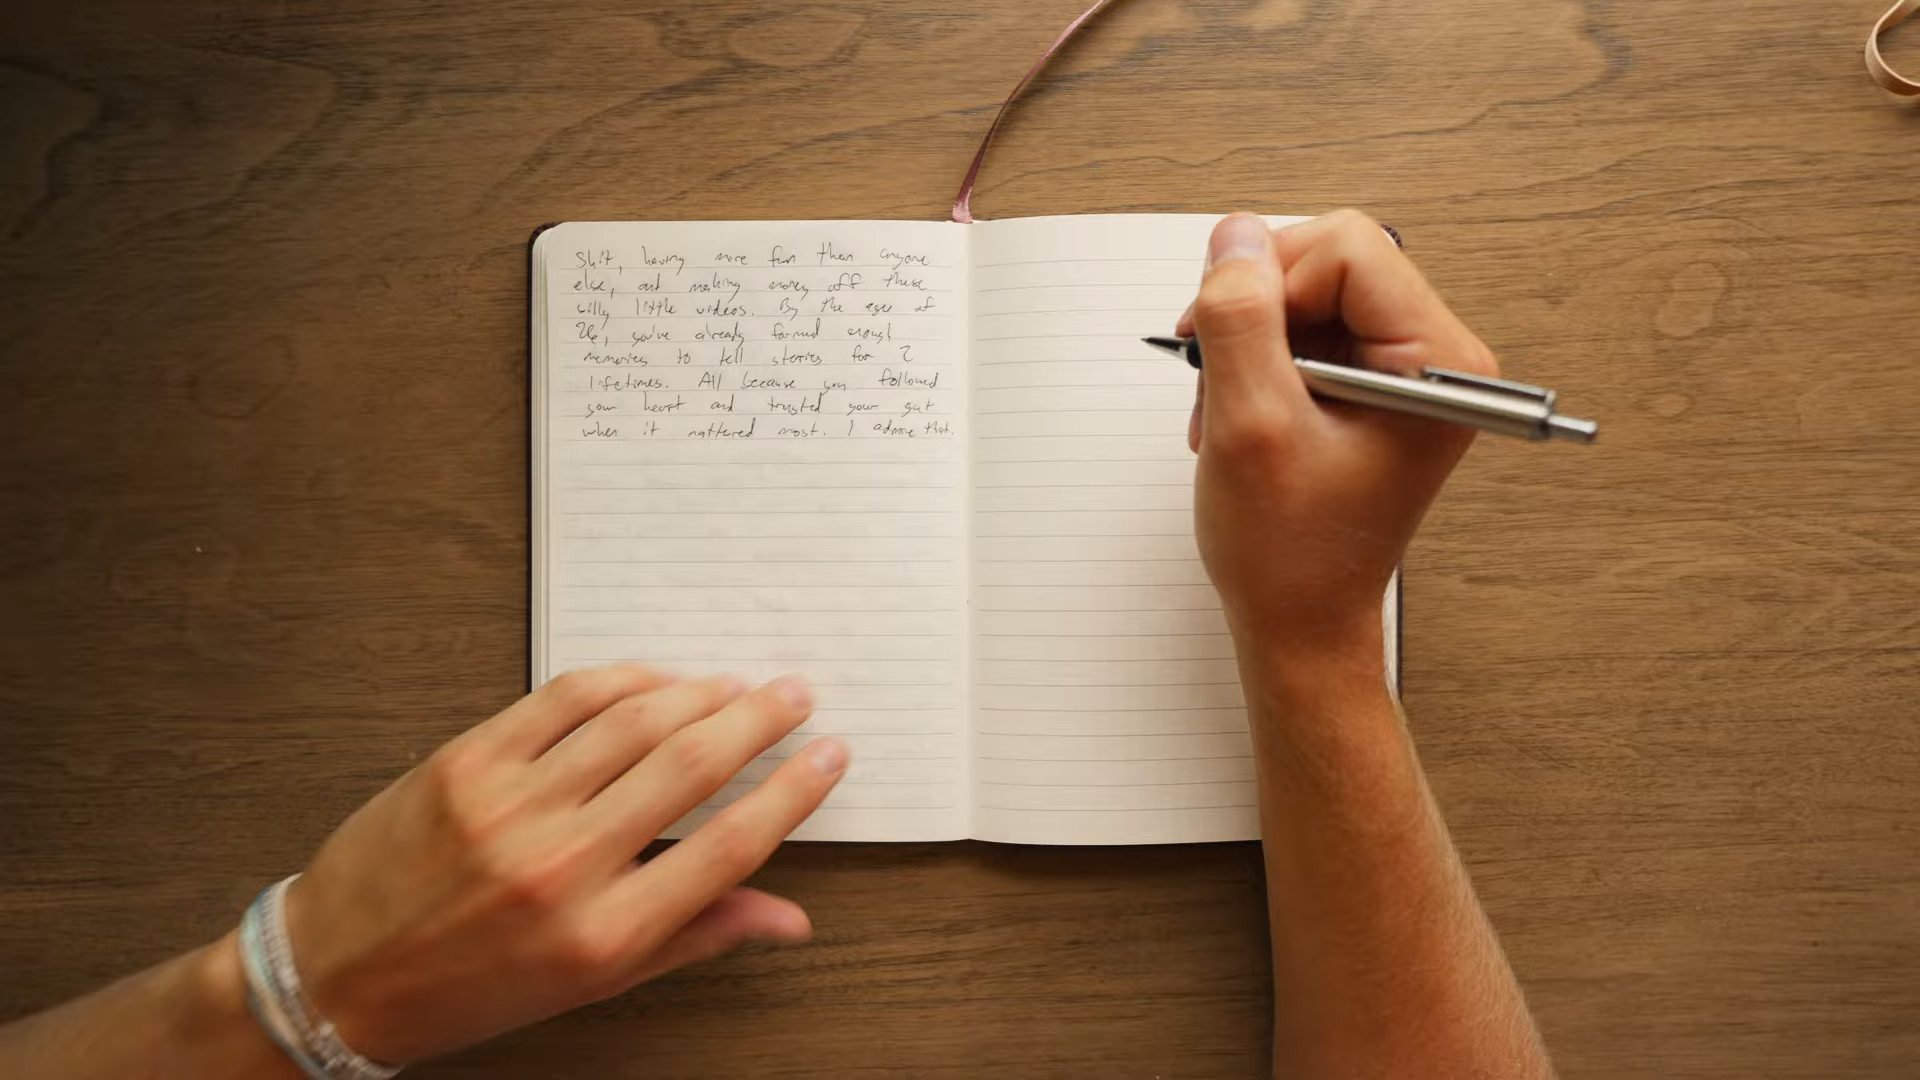 shit, having more fun than anyone
else, and making money off these
silly little videos. By the age of
26, you've already formed enough
memories to tell stories for 2
lifetimes. All because you followed
your heart and trusted your gut
when it mattered most. I admire that.